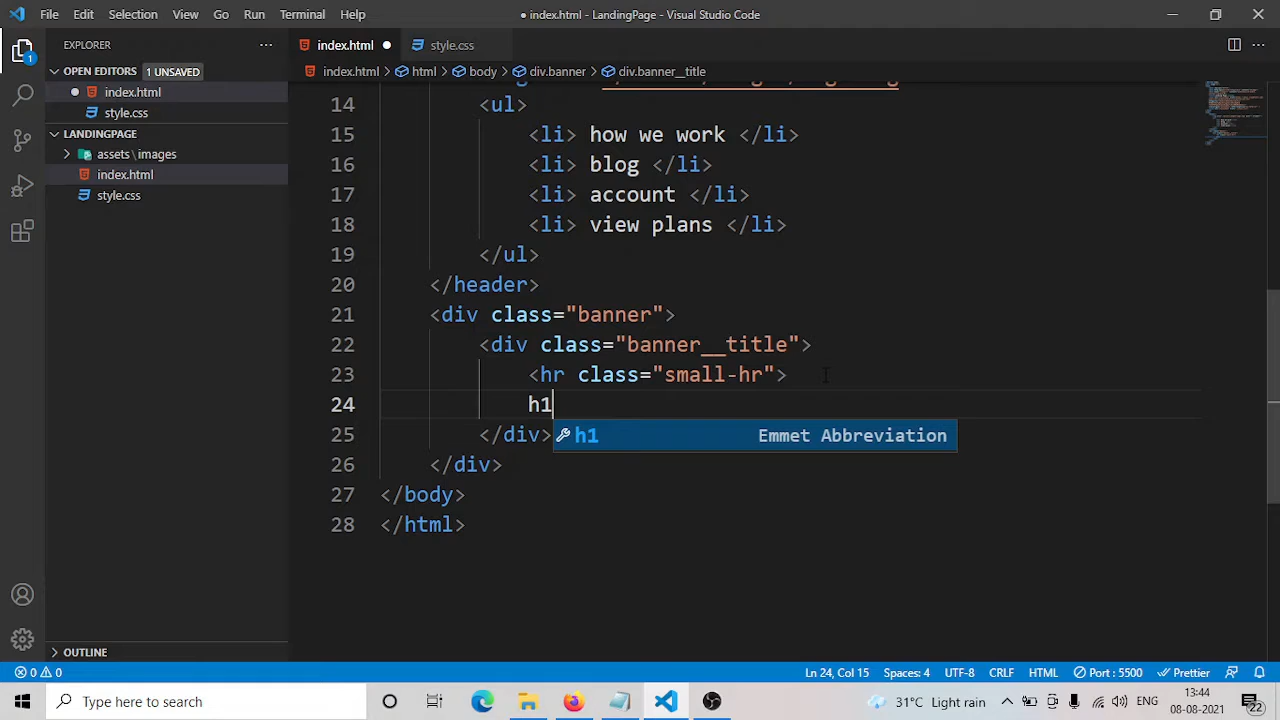 File Edit Selection View Go Run Terminal Help
● index.html - LandingPage - Visual Studio Code
EXPLORER
1
OPEN EDITORS 1 UNSAVED
index.html
style.css
LANDINGPAGE
assets\images
index.html
style.css
OUTLINE
index.html ● style.css
index.html > html > body > div.banner > div.banner__title
14 <ul>
15 <li> how we work </li>
16 <li> blog </li>
17 <li> account </li>
18 <li> view plans </li>
19 </ul>
20 </header>
21 <div class="banner">
22 <div class="banner__title">
23 <hr class="small-hr">
24 h1
25 </div>
h1 Emmet Abbreviation
26 </div>
27 </body>
28 </html>
0 0 Ln 24, Col 15 Spaces: 4 UTF-8 CRLF HTML Port : 5500 Prettier
Type here to search
31°C Light rain ENG 13:44
08-08-2021
22